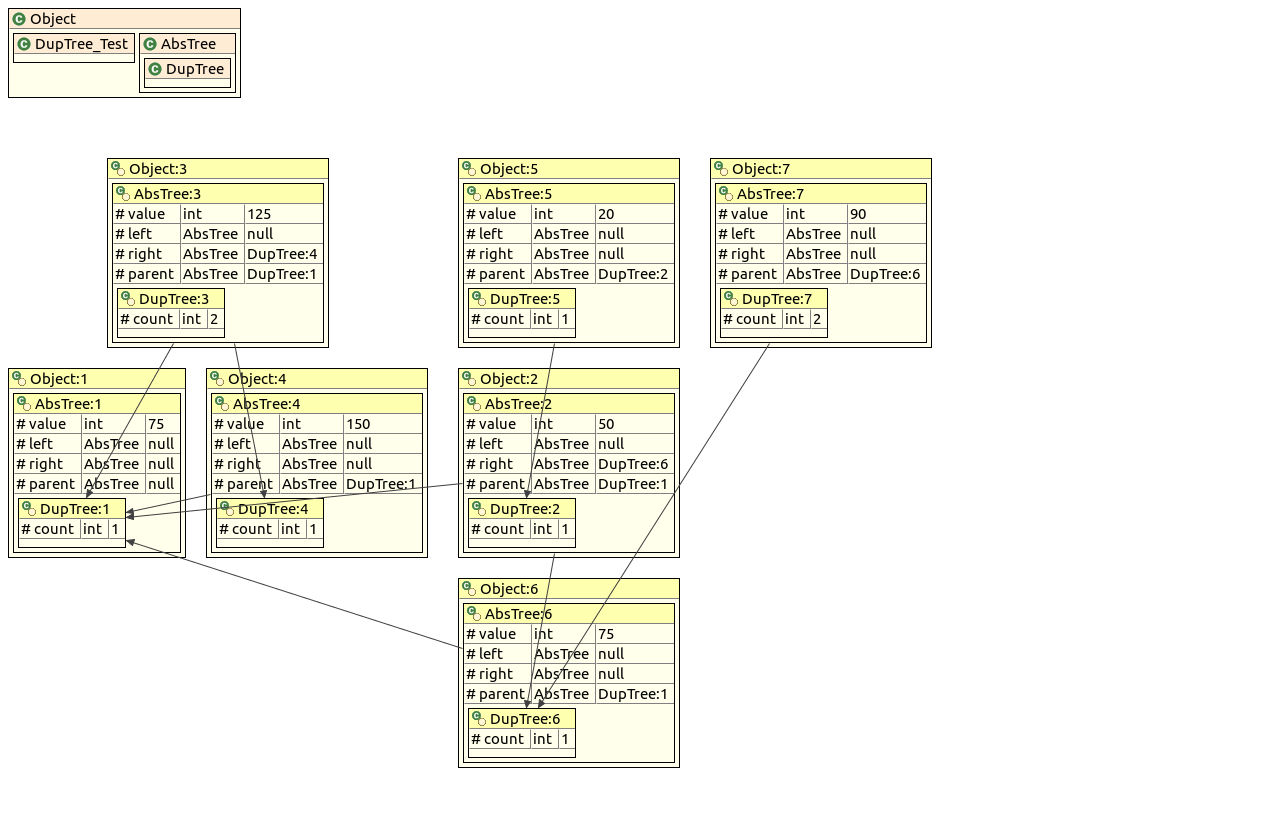 Object
DupTree_Test
AbsTree
DupTree
Object:3
AbsTree:3
# value int 125
# left AbsTree null
# right AbsTree DupTree:4
# parent AbsTree DupTree:1
DupTree:3
# count int 2
Object:5
AbsTree:5
# value int 20
# left AbsTree null
# right AbsTree null
# parent AbsTree DupTree:2
DupTree:5
# count int 1
Object:7
AbsTree:7
# value int 90
# left AbsTree null
# right AbsTree null
# parent AbsTree DupTree:6
DupTree:7
# count int 2
Object:1
AbsTree:1
# value int 75
# left AbsTree null
# right AbsTree null
# parent AbsTree null
DupTree:1
# count int 1
Object:4
AbsTree:4
# value int 150
# left AbsTree null
# right AbsTree null
# parent AbsTree DupTree:1
DupTree:4
# count int 1
Object:2
AbsTree:2
# value int 50
# left AbsTree null
# right AbsTree DupTree:6
# parent AbsTree DupTree:1
DupTree:2
# count int 1
Object:6
AbsTree:6
# value int 75
# left AbsTree null
# right AbsTree null
# parent AbsTree DupTree:1
DupTree:6
# count int 1